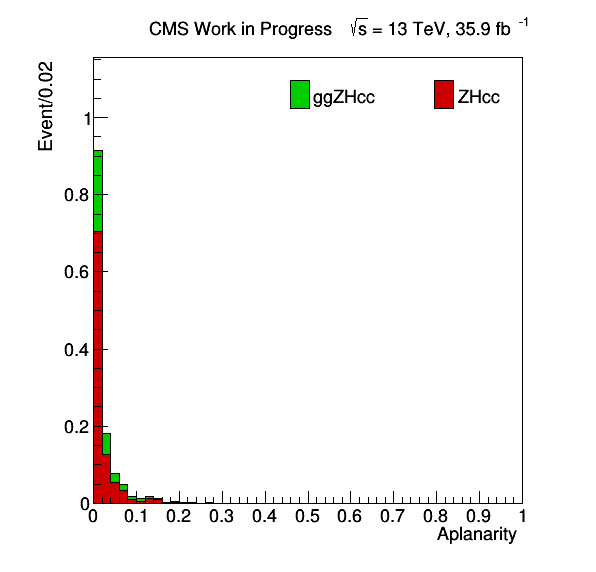 CMS Work in Progress √s = 13 TeV, 35.9 fb -1
Event/0.02
ggZHcc ZHcc
1
0.8
0.6
0.4
0.2
0
0 0.1 0.2 0.3 0.4 0.5 0.6 0.7 0.8 0.9 1
Aplanarity